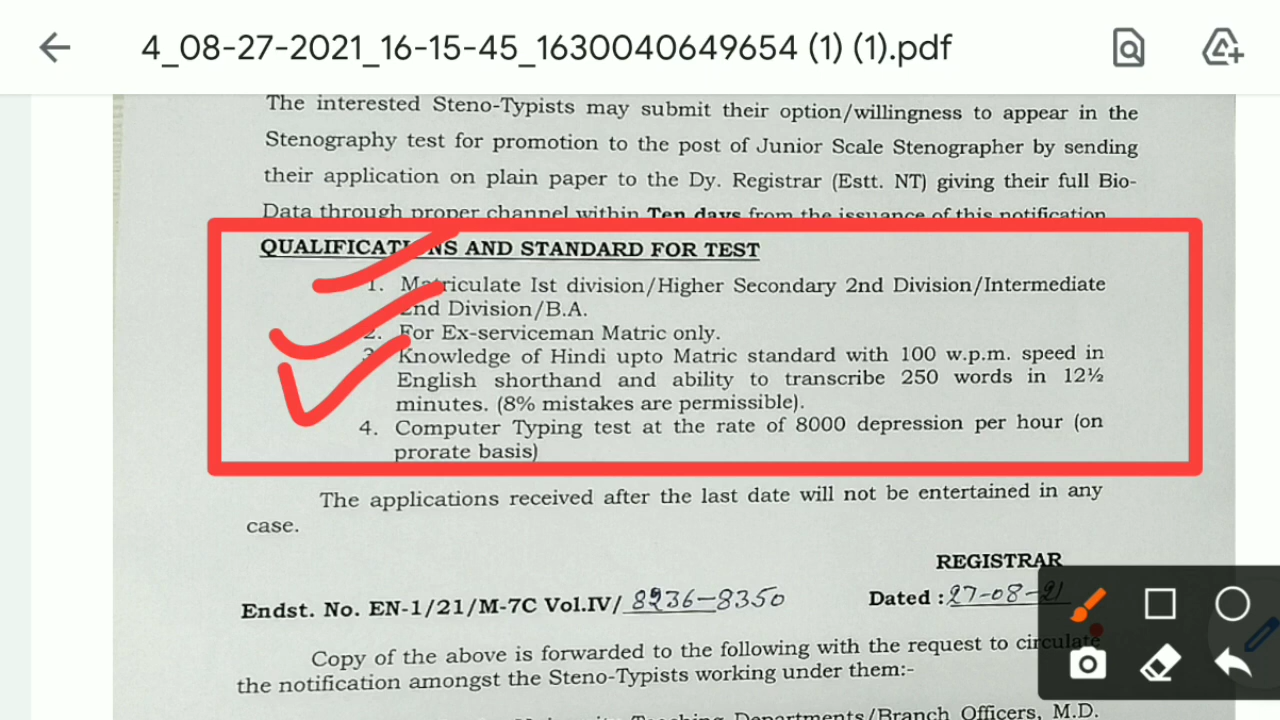 4_08-27-2021_16-15-45_1630040649654 (1) (1).pdf
The interested Steno-Typists may submit their option/willingness to appear in the
Stenography test for promotion to the post of Junior Scale Stenographer by sending
their application on plain paper to the Dy. Registrar (Estt. NT) giving their full Bio-
Data through proper channel within Ten days from the issuance of this notification
QUALIFICATIONS AND STANDARD FOR TEST
1. Matriculate Ist division/Higher Secondary 2nd Division/Intermediate
2nd Division/B.A.
2. For Ex-serviceman Matric only.
3. Knowledge of Hindi upto Matric standard with 100 w.p.m. speed in
English shorthand and ability to transcribe 250 words in 12½
minutes. (8% mistakes are permissible).
4. Computer Typing test at the rate of 8000 depression per hour (on
prorate basis)
The applications received after the last date will not be entertained in any
case.
REGISTRAR
Endst. No. EN-1/21/M-7C Vol.IV/ 8236-8350 Dated : 27-08-21
Copy of the above is forwarded to the following with the request to circulate
the notification amongst the Steno-Typists working under them:-
Teaching Departments/Branch Officers, M.D.